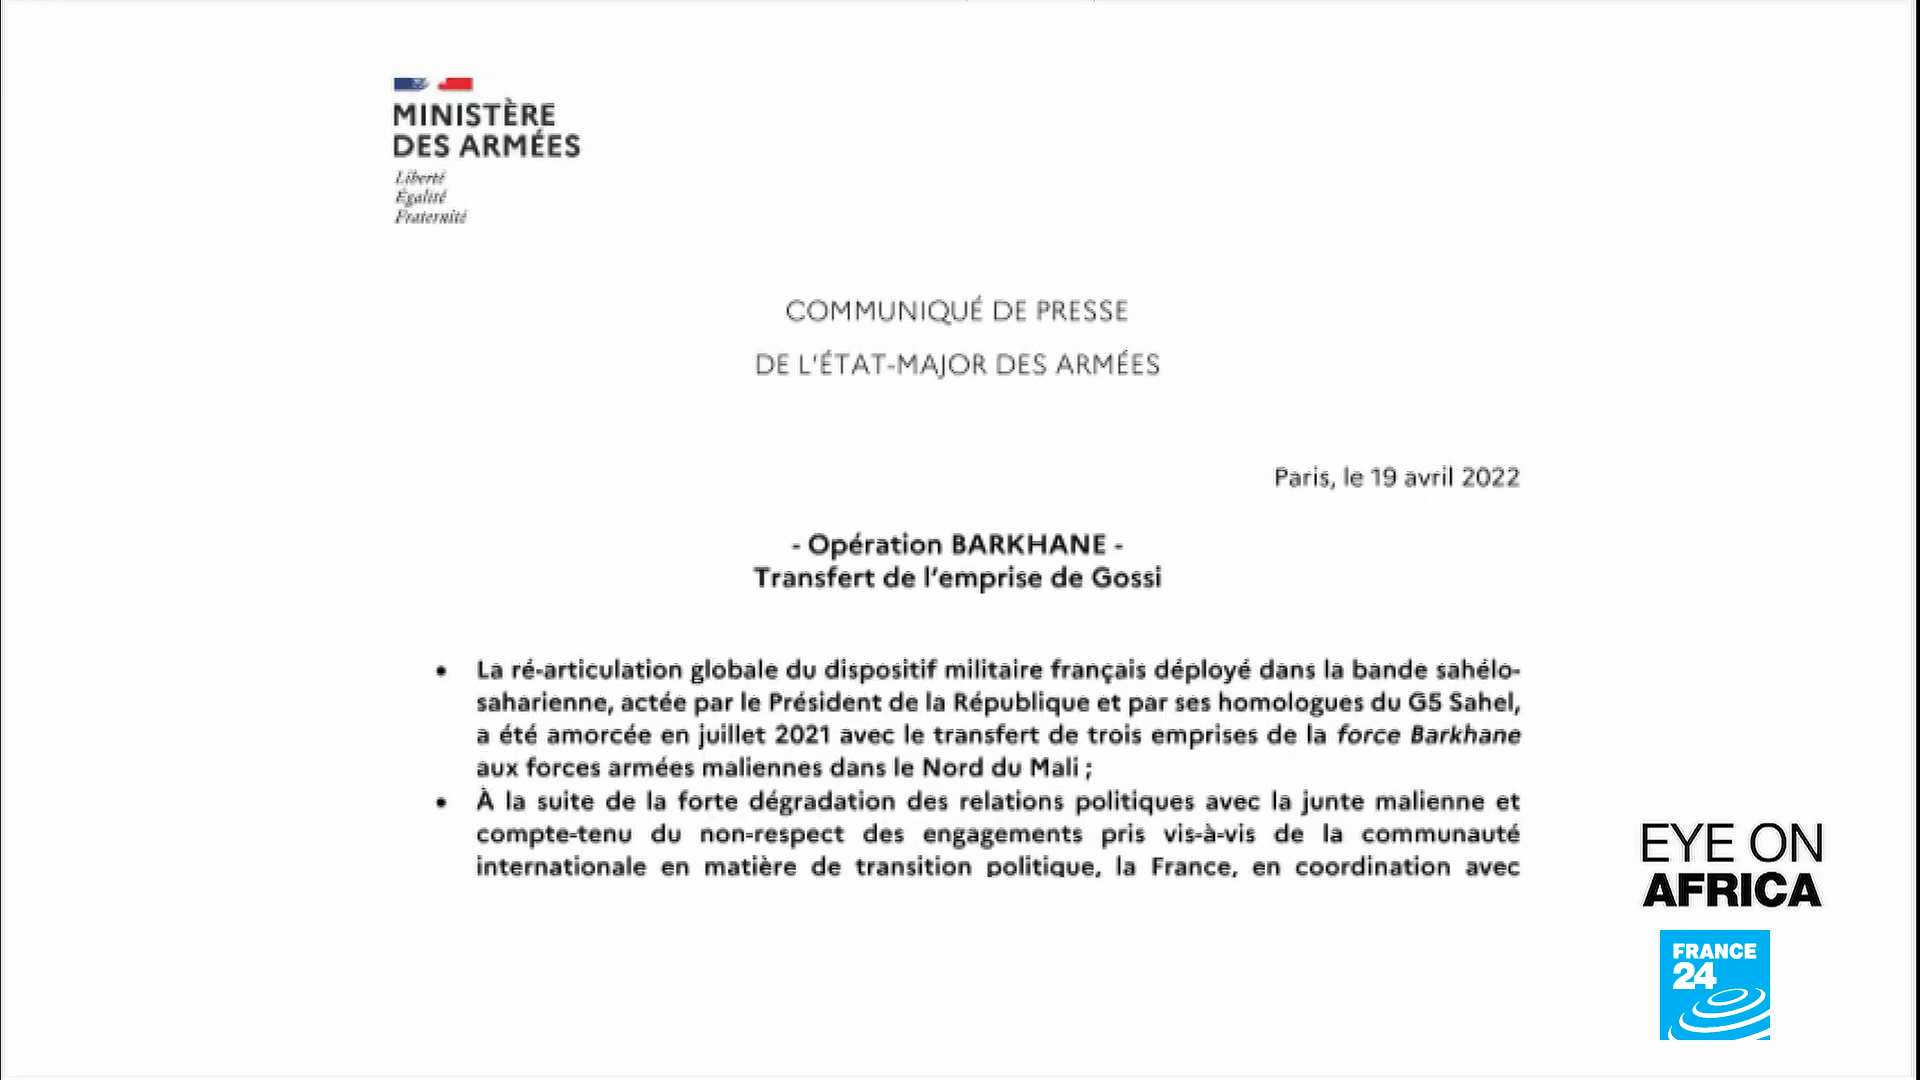 MINISTÈRE
DES ARMÉES
Liberté
Égalité
Fraternité
COMMUNIQUÉ DE PRESSE
DE L'ÉTAT-MAJOR DES ARMÉES
Paris, le 19 avril 2022
- Opération BARKHANE -
Transfert de l'emprise de Gossi
• La ré-articulation globale du dispositif militaire français déployé dans la bande sahélo-
saharienne, actée par le Président de la République et par ses homologues du G5 Sahel,
a été amorcée en juillet 2021 avec le transfert de trois emprises de la force Barkhane
aux forces armées maliennes dans le Nord du Mali ;
• À la suite de la forte dégradation des relations politiques avec la junte malienne et
compte-tenu du non-respect des engagements pris vis-à-vis de la communauté
internationale en matière de transition politique, la France, en coordination avec
EYE ON
AFRICA
FRANCE
24